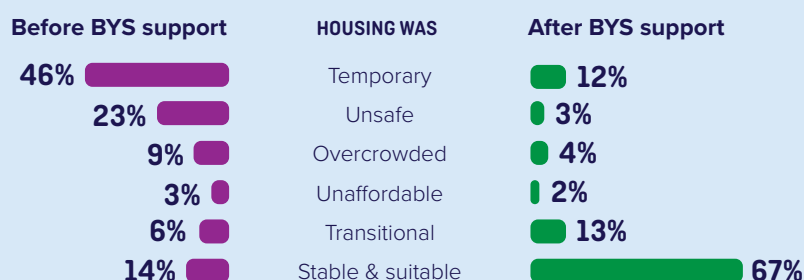 Before BYS support HOUSING WAS After BYS support
46% Temporary 12%
23% Unsafe 3%
9% Overcrowded 4%
3% Unaffordable 2%
6% Transitional 13%
14% Stable & suitable 67%